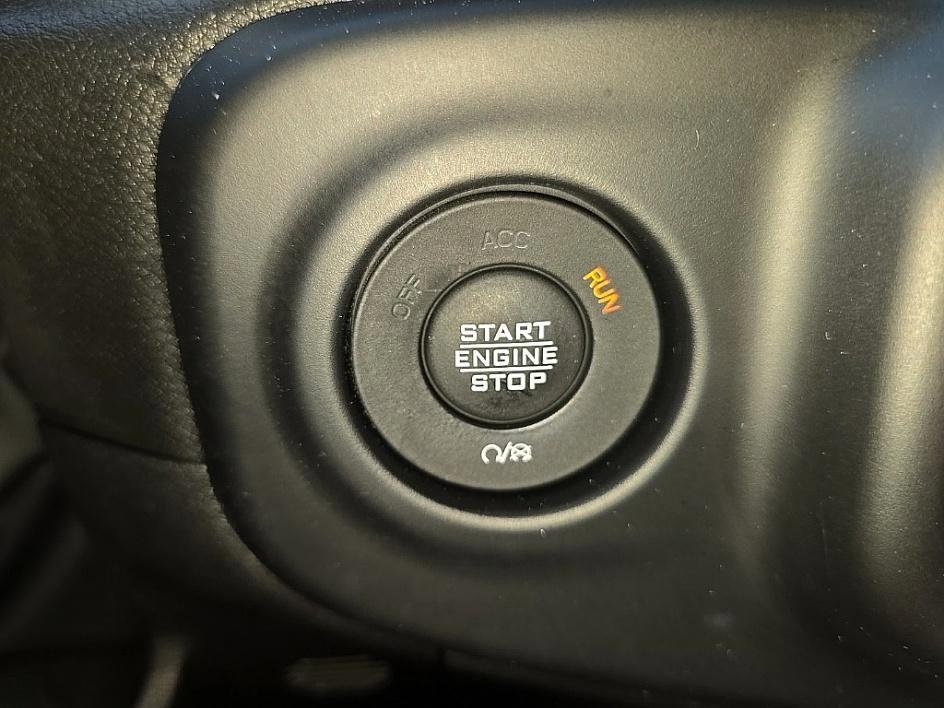 ACC
OFF
RUN
START
ENGINE
STOP